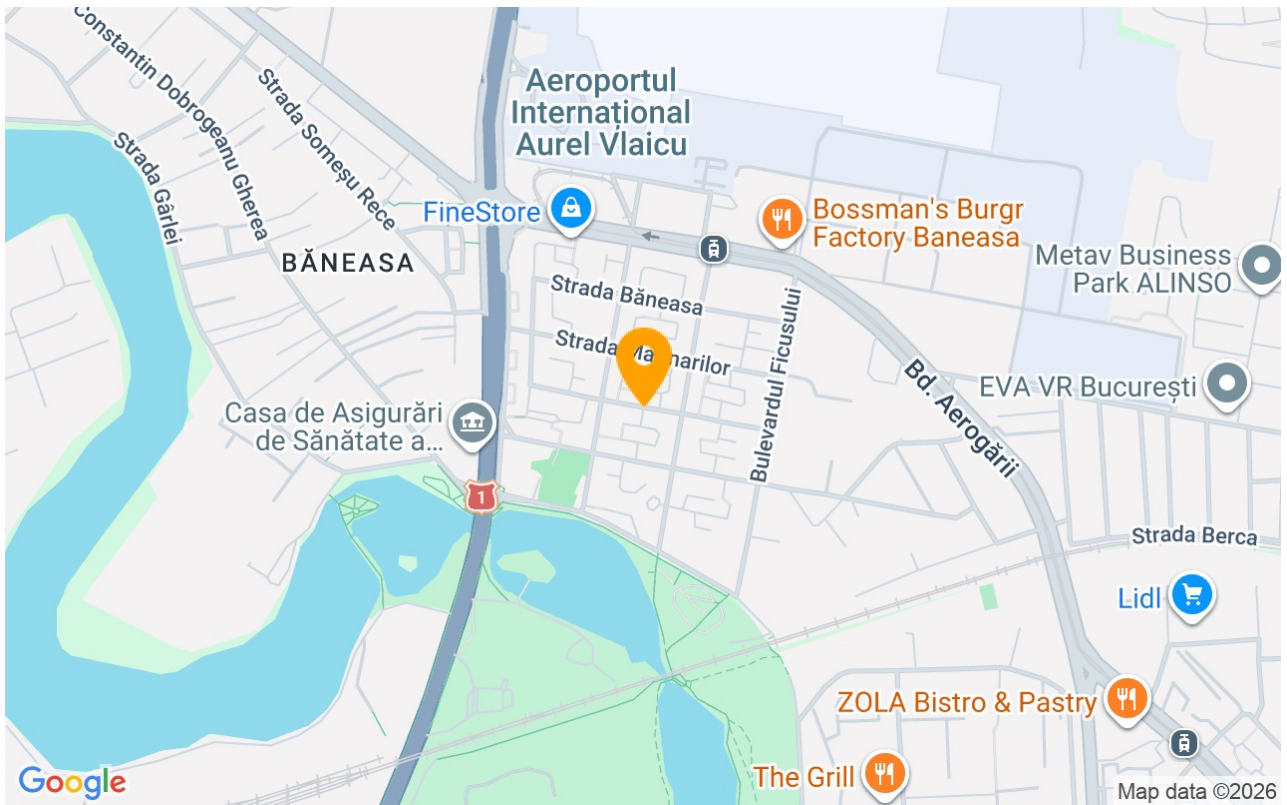 Constantin Dobrogeanu Gherea
Strada Someșu Rece
Strada Gârlei
Aeroportul
Internațional
Aurel Vlaicu
FineStore
Bossman's Burgr
Factory Baneasa
BĂNEASA
Metav Business
Park ALINSO
Strada Băneasa
Strada
Bulevardul Ficusului
Bd. Aerogării
EVA VR București
Casa de Asigurări
de Sănătate a...
1
Strada Berca
Lidl
ZOLA Bistro & Pastry
The Grill
Google
Map data ©2026